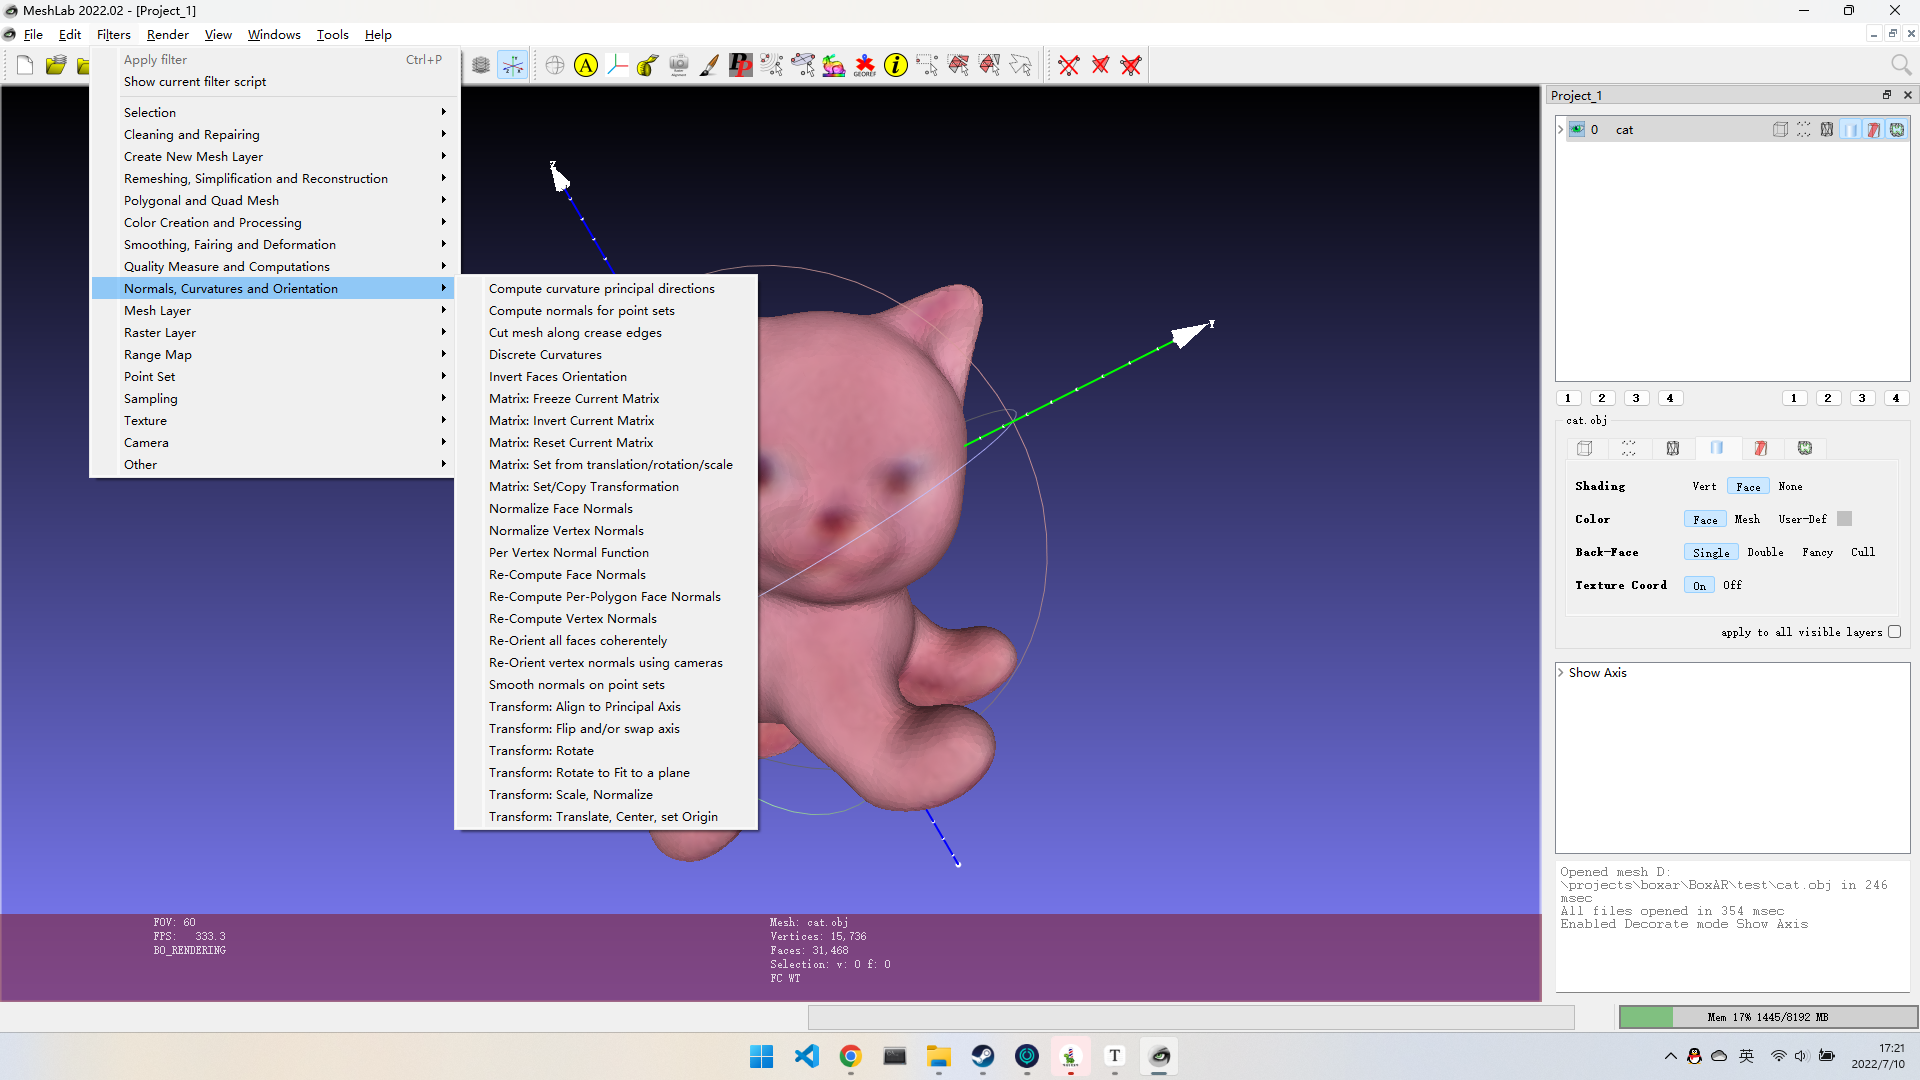 MeshLab 2022.02 - [Project_1]
File Edit Filters Render View Windows Tools Help
Apply filter Ctrl+P
Show current filter script
Selection
Cleaning and Repairing
Create New Mesh Layer
Remeshing, Simplification and Reconstruction
Polygonal and Quad Mesh
Color Creation and Processing
Smoothing, Fairing and Deformation
Quality Measure and Computations
Normals, Curvatures and Orientation
Mesh Layer
Raster Layer
Range Map
Point Set
Sampling
Texture
Camera
Other
Compute curvature principal directions
Compute normals for point sets
Cut mesh along crease edges
Discrete Curvatures
Invert Faces Orientation
Matrix: Freeze Current Matrix
Matrix: Invert Current Matrix
Matrix: Reset Current Matrix
Matrix: Set from translation/rotation/scale
Matrix: Set/Copy Transformation
Normalize Face Normals
Normalize Vertex Normals
Per Vertex Normal Function
Re-Compute Face Normals
Re-Compute Per-Polygon Face Normals
Re-Compute Vertex Normals
Re-Orient all faces coherently
Re-Orient vertex normals using cameras
Smooth normals on point sets
Transform: Align to Principal Axis
Transform: Flip and/or swap axis
Transform: Rotate
Transform: Rotate to Fit to a plane
Transform: Scale, Normalize
Transform: Translate, Center, set Origin
A
PP
GEOREF
i
Z
Y
FOV: 60
FPS: 333.3
BO_RENDERING
Mesh: cat.obj
Vertices: 15,736
Faces: 31,468
Selection: v: 0 f: 0
FC WT
Project_1
0 cat
1 2 3 4 1 2 3 4
cat.obj
Shading Vert Face None
Color Face Mesh User-Def
Back-Face Single Double Fancy Cull
Texture Coord On Off
apply to all visible layers
Show Axis
Opened mesh D:
\projects\boxar\BoxAR\test\cat.obj in 246
msec
All files opened in 354 msec
Enabled Decorate mode Show Axis
Mem 17% 1445/8192 MB
T
英
17:21
2022/7/10